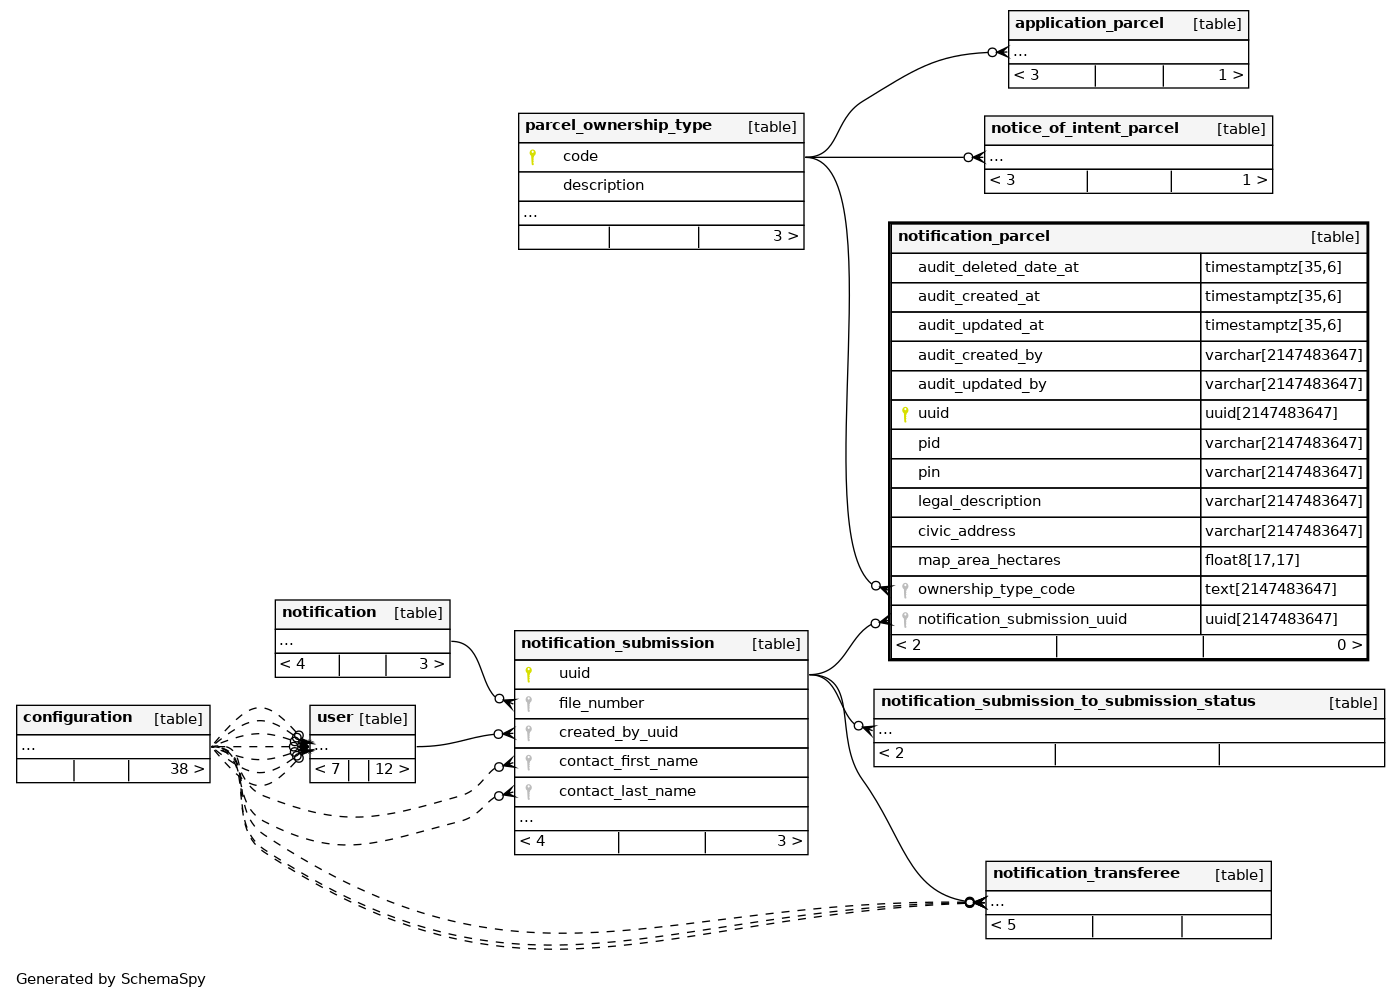 application_parcel [table]
...
< 3 1 >
parcel_ownership_type [table]
code
description
...
3 >
notice_of_intent_parcel [table]
...
< 3 1 >
notification_parcel [table]
audit_deleted_date_at timestamptz[35,6]
audit_created_at timestamptz[35,6]
audit_updated_at timestamptz[35,6]
audit_created_by varchar[2147483647]
audit_updated_by varchar[2147483647]
uuid uuid[2147483647]
pid varchar[2147483647]
pin varchar[2147483647]
legal_description varchar[2147483647]
civic_address varchar[2147483647]
map_area_hectares float8[17,17]
ownership_type_code text[2147483647]
notification_submission_uuid uuid[2147483647]
< 2 0 >
notification [table]
...
< 4 3 >
notification_submission [table]
uuid
file_number
created_by_uuid
contact_first_name
contact_last_name
...
< 4 3 >
configuration [table]
...
38 >
user [table]
...
< 7 12 >
notification_submission_to_submission_status [table]
...
< 2
notification_transferee [table]
...
< 5
Generated by SchemaSpy